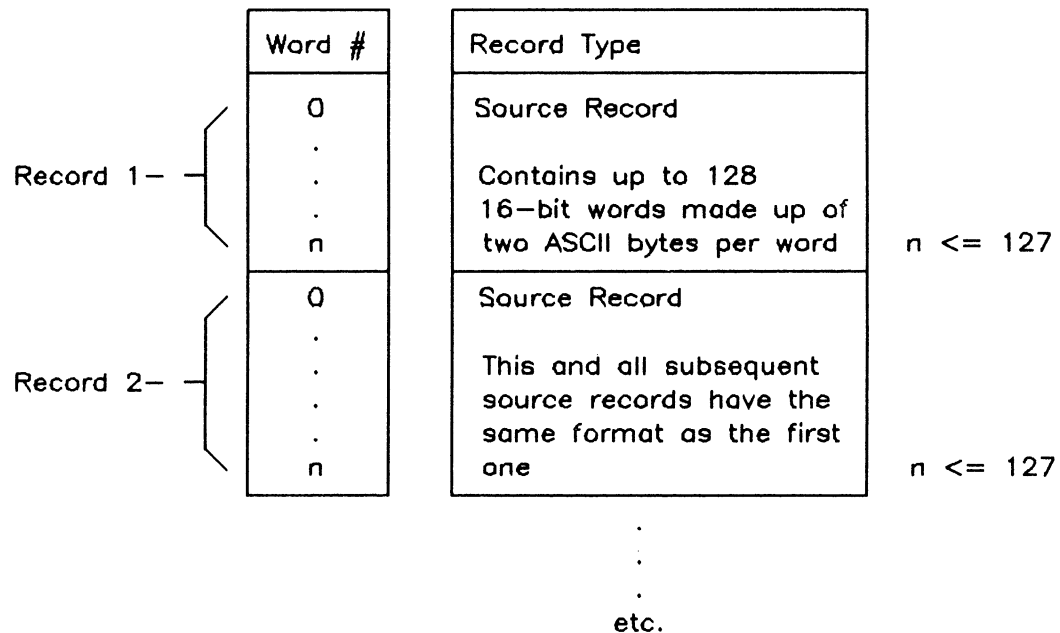 Word #
Record Type
0
Source Record
.
Record 1–
.
Contains up to 128
.
16–bit words made up of
n
two ASCII bytes per word
n <= 127
0
Source Record
.
.
This and all subsequent
Record 2–
.
source records have the
.
same format as the first
n
one
n <= 127
.
.
.
etc.